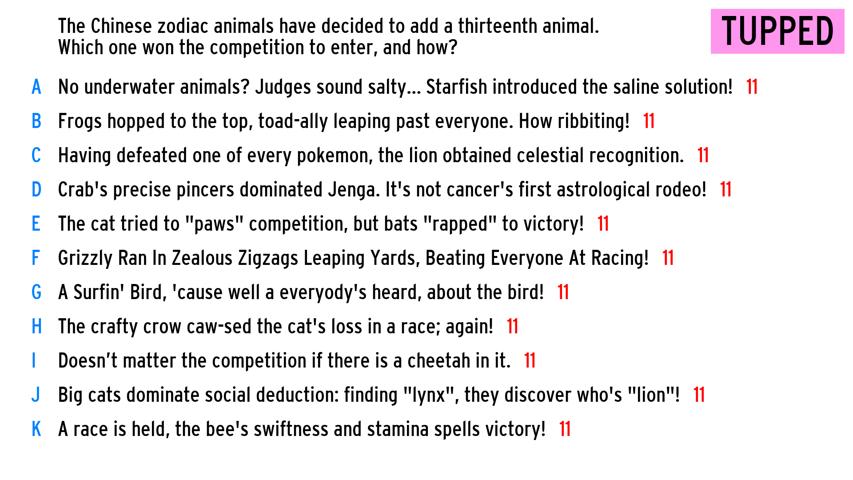 The Chinese zodiac animals have decided to add a thirteenth animal.
Which one won the competition to enter, and how?
TUPPED
A No underwater animals? Judges sound salty... Starfish introduced the saline solution! 11
B Frogs hopped to the top, toad-ally leaping past everyone. How ribbiting! 11
C Having defeated one of every pokemon, the lion obtained celestial recognition. 11
D Crab's precise pincers dominated Jenga. It's not cancer's first astrological rodeo! 11
E The cat tried to "paws" competition, but bats "rapped" to victory! 11
F Grizzly Ran In Zealous Zigzags Leaping Yards, Beating Everyone At Racing! 11
G A Surfin' Bird, 'cause well a everyody's heard, about the bird! 11
H The crafty crow caw-sed the cat's loss in a race; again! 11
I Doesn't matter the competition if there is a cheetah in it. 11
J Big cats dominate social deduction: finding "lynx", they discover who's "lion"! 11
K A race is held, the bee's swiftness and stamina spells victory! 11